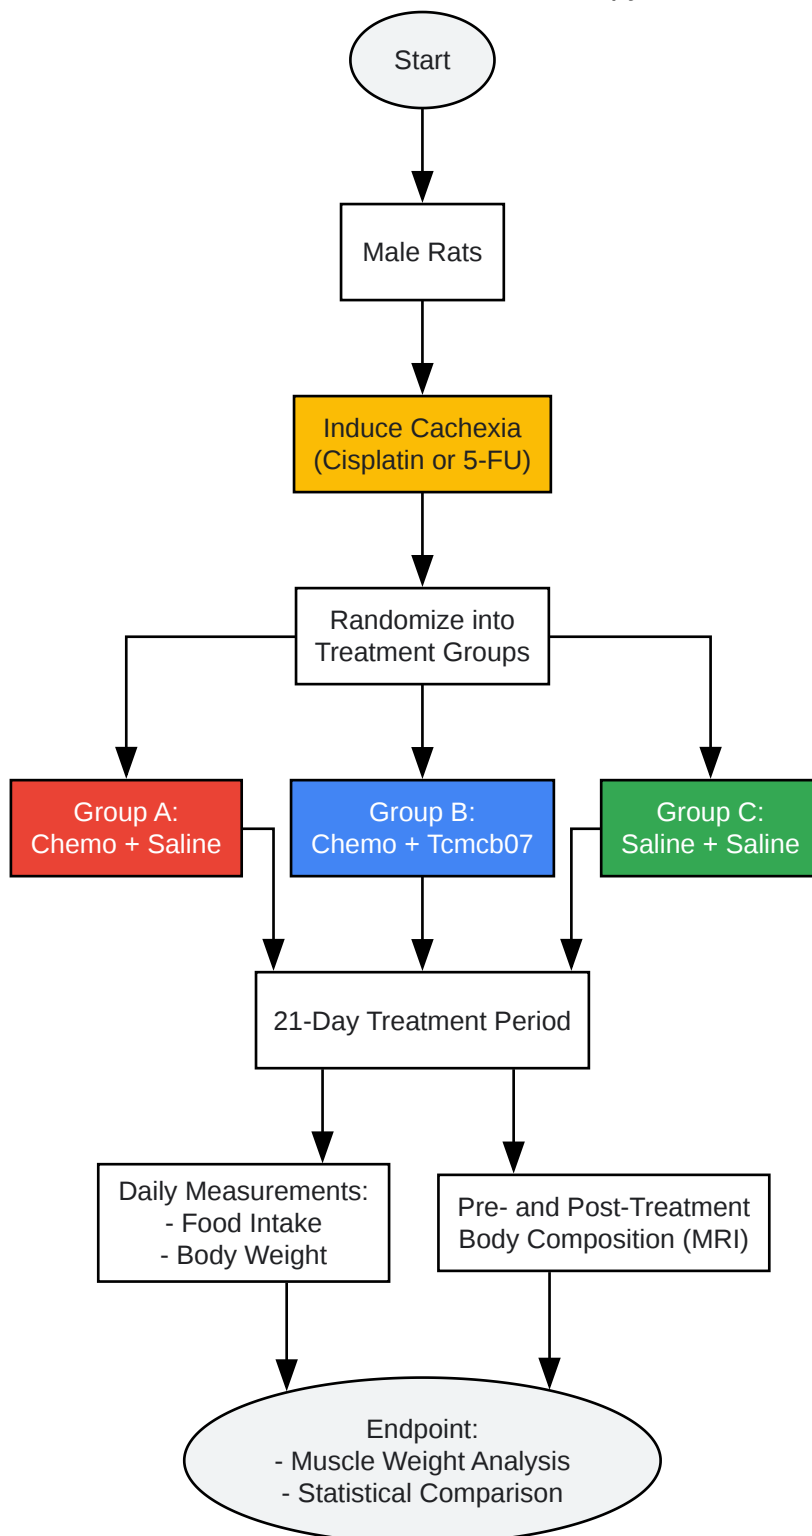 Start
Male Rats
Induce Cachexia
(Cisplatin or 5-FU)
Randomize into
Treatment Groups
Group A:
Chemo + Saline
Group B:
Chemo + Tcmcb07
Group C:
Saline + Saline
21-Day Treatment Period
Daily Measurements:
- Food Intake
- Body Weight
Pre- and Post-Treatment
Body Composition (MRI)
Endpoint:
- Muscle Weight Analysis
- Statistical Comparison